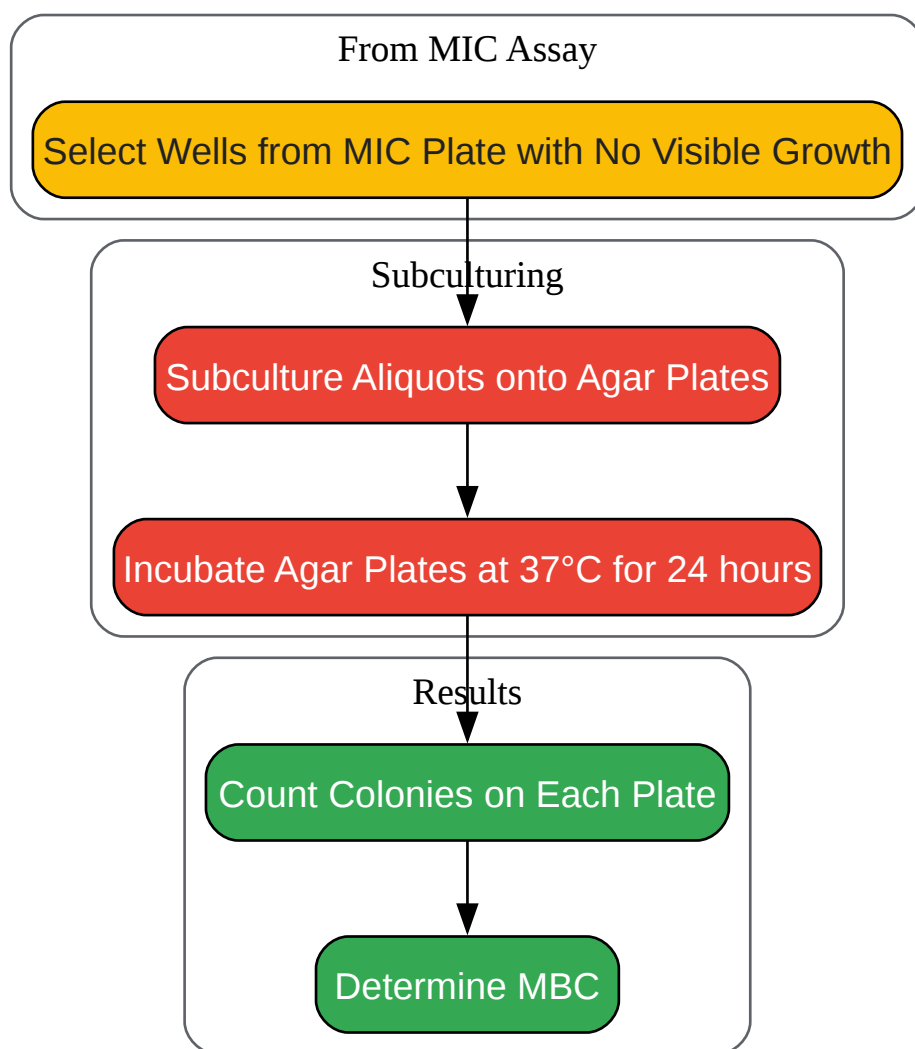 From MIC Assay
Select Wells from MIC Plate with No Visible Growth
Subculturing
Subculture Aliquots onto Agar Plates
Incubate Agar Plates at 37°C for 24 hours
Results
Count Colonies on Each Plate
Determine MBC